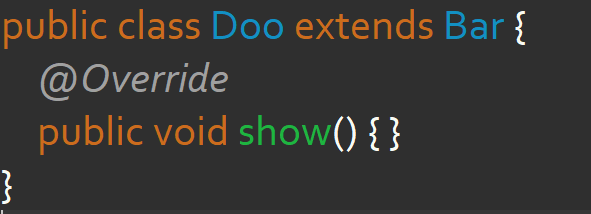 public class Doo extends Bar {
@Override
public void show() { }
}